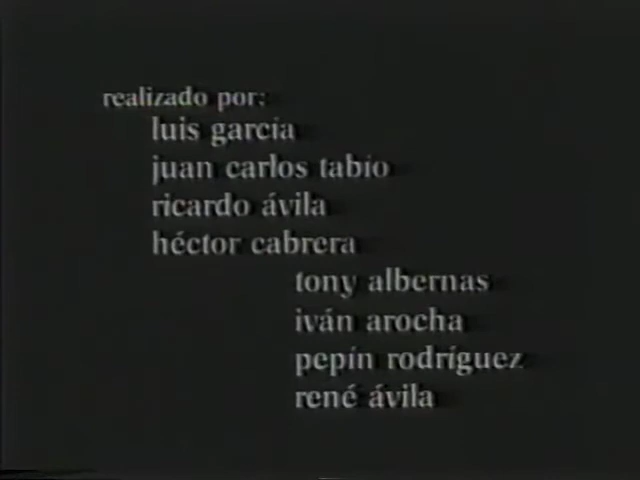 realizado por:
luis garcía
juan carlos tabío
ricardo ávila
héctor cabrera
tony albernas
iván arocha
pepín rodríguez
rené ávila